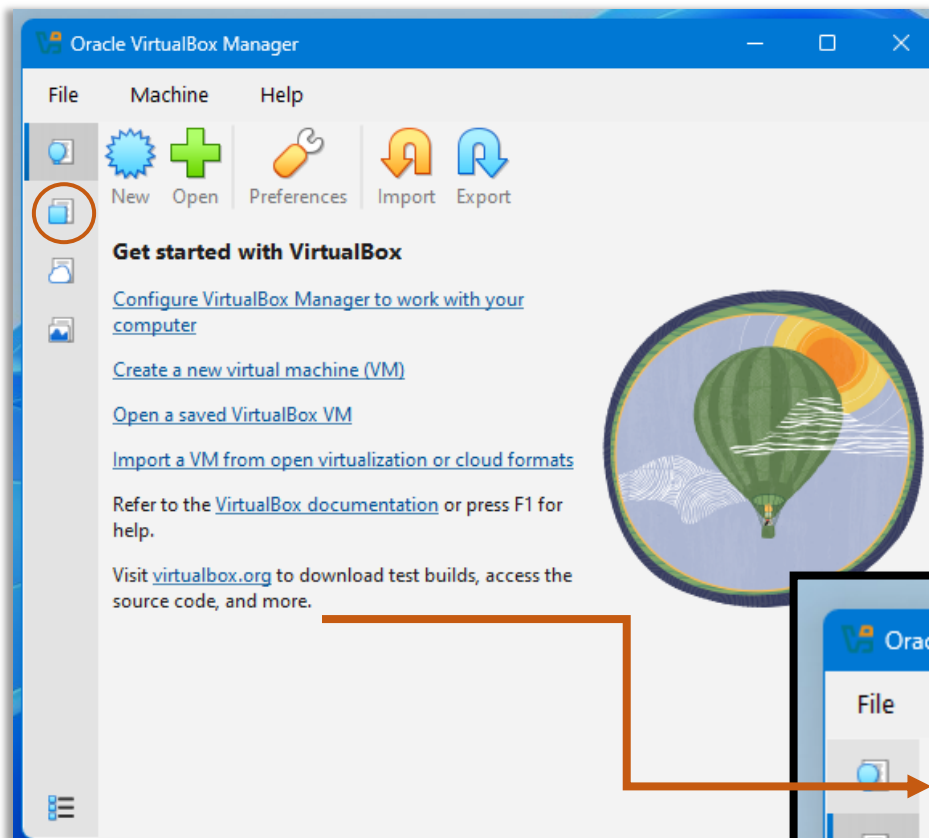 Oracle VirtualBox Manager
File Machine Help
New Open Preferences Import Export
Get started with VirtualBox
Configure VirtualBox Manager to work with your
computer
Create a new virtual machine (VM)
Open a saved VirtualBox VM
Import a VM from open virtualization or cloud formats
Refer to the VirtualBox documentation or press F1 for
help.
Visit virtualbox.org to download test builds, access the
source code, and more.
Orac
File